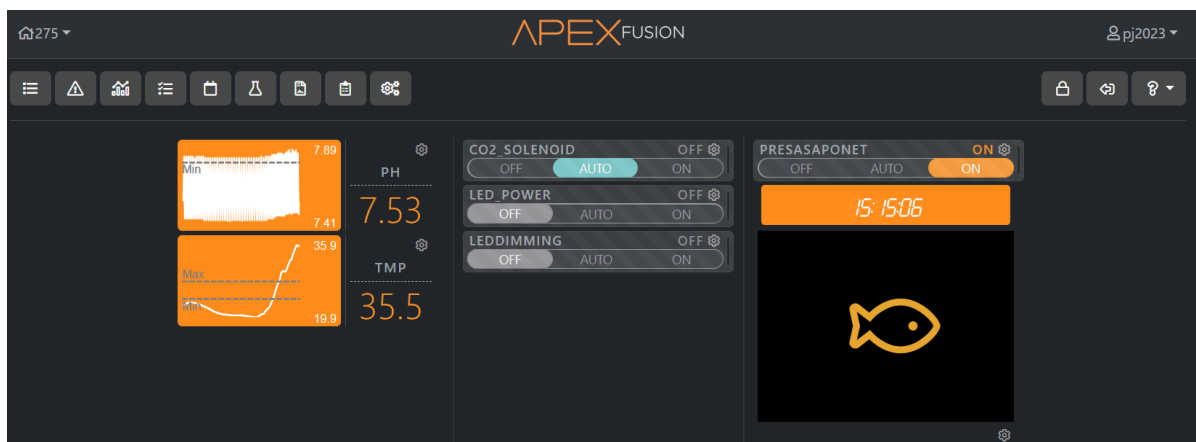 275
APEX FUSION
pj2023
7.89
Min
7.41
PH
7.53
35.9
Max
Min
19.9
TMP
35.5
CO2_SOLENOID OFF
OFF AUTO ON
LED_POWER OFF
OFF AUTO ON
LEDDIMMING OFF
OFF AUTO ON
PRESASAPONET ON
OFF AUTO ON
15:15:06